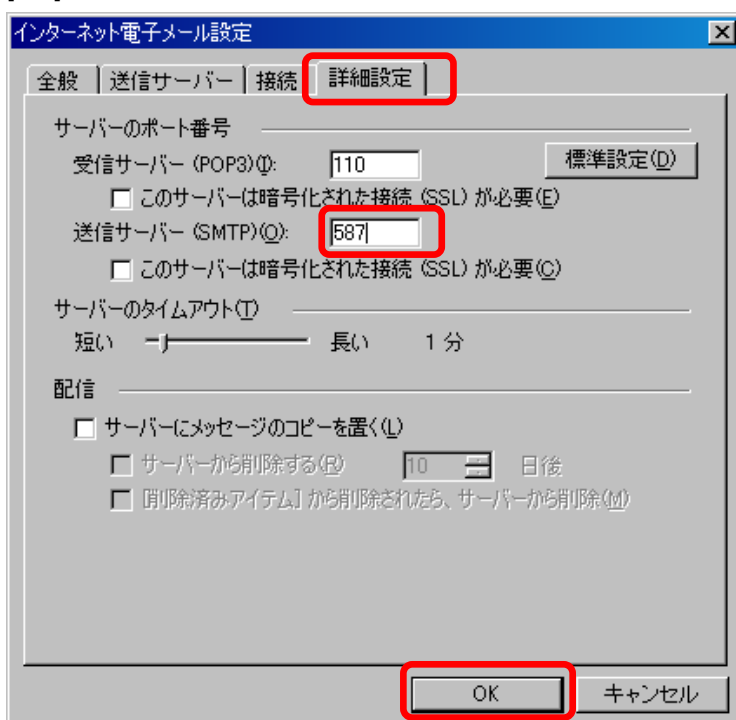 インターネット電子メール設定
全般 送信サーバー 接続 詳細設定
サーバーのポート番号
受信サーバー (POP3)(I): 110 標準設定(D)
このサーバーは暗号化された接続 (SSL) が必要(E)
送信サーバー (SMTP)(O): 587
このサーバーは暗号化された接続 (SSL) が必要(C)
サーバーのタイムアウト(T)
短い 長い 1 分
配信
サーバーにメッセージのコピーを置く(L)
サーバーから削除する(R) 10 日後
[削除済みアイテム] から削除されたら、サーバーから削除(M)
OK キャンセル